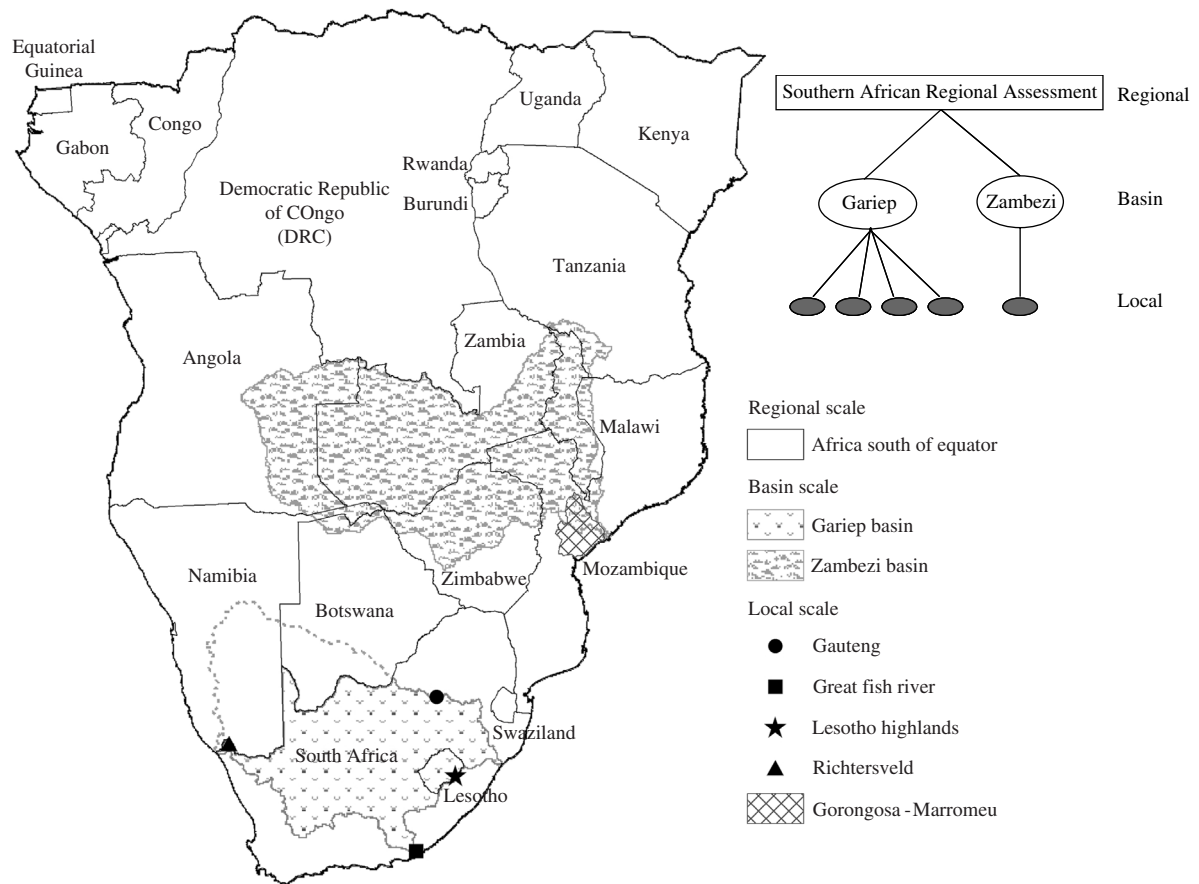 Equatorial
Guinea
Gabon
Congo
Uganda
Kenya
Rwanda
Burundi
Democratic Republic
of COngo
(DRC)
Tanzania
Angola
Zambia
Malawi
Namibia
Botswana
Zimbabwe
Mozambique
South Africa
Swaziland
Lesotho
Southern African Regional Assessment
Regional
Gariep
Zambezi
Basin
Local
Regional scale
Africa south of equator
Basin scale
Gariep basin
Zambezi basin
Local scale
Gauteng
Great fish river
Lesotho highlands
Richtersveld
Gorongosa - Marromeu